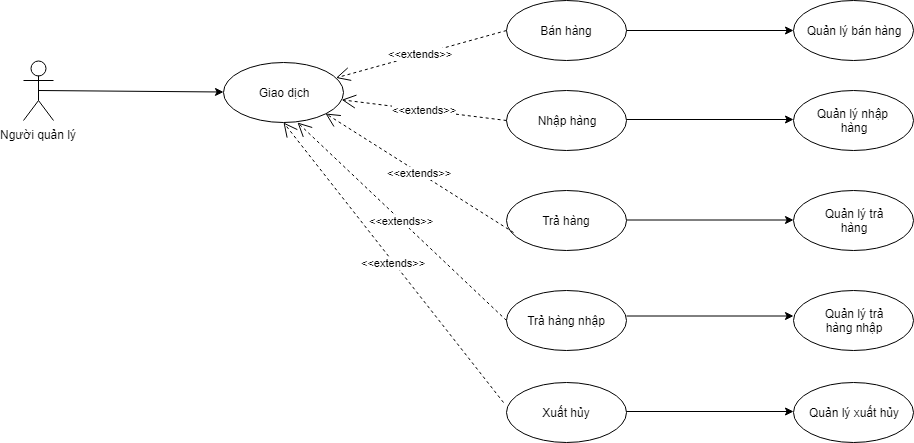 Bán hàng
Quản lý bán hàng
<<extends>>
Giao dịch
Người quản lý
<<extends>>
Nhập hàng
Quản lý nhập
hàng
<<extends>>
Trả hàng
Quản lý trả
hàng
<<extends>>
<<extends>>
Trả hàng nhập
Quản lý trả
hàng nhập
Xuất hủy
Quản lý xuất hủy